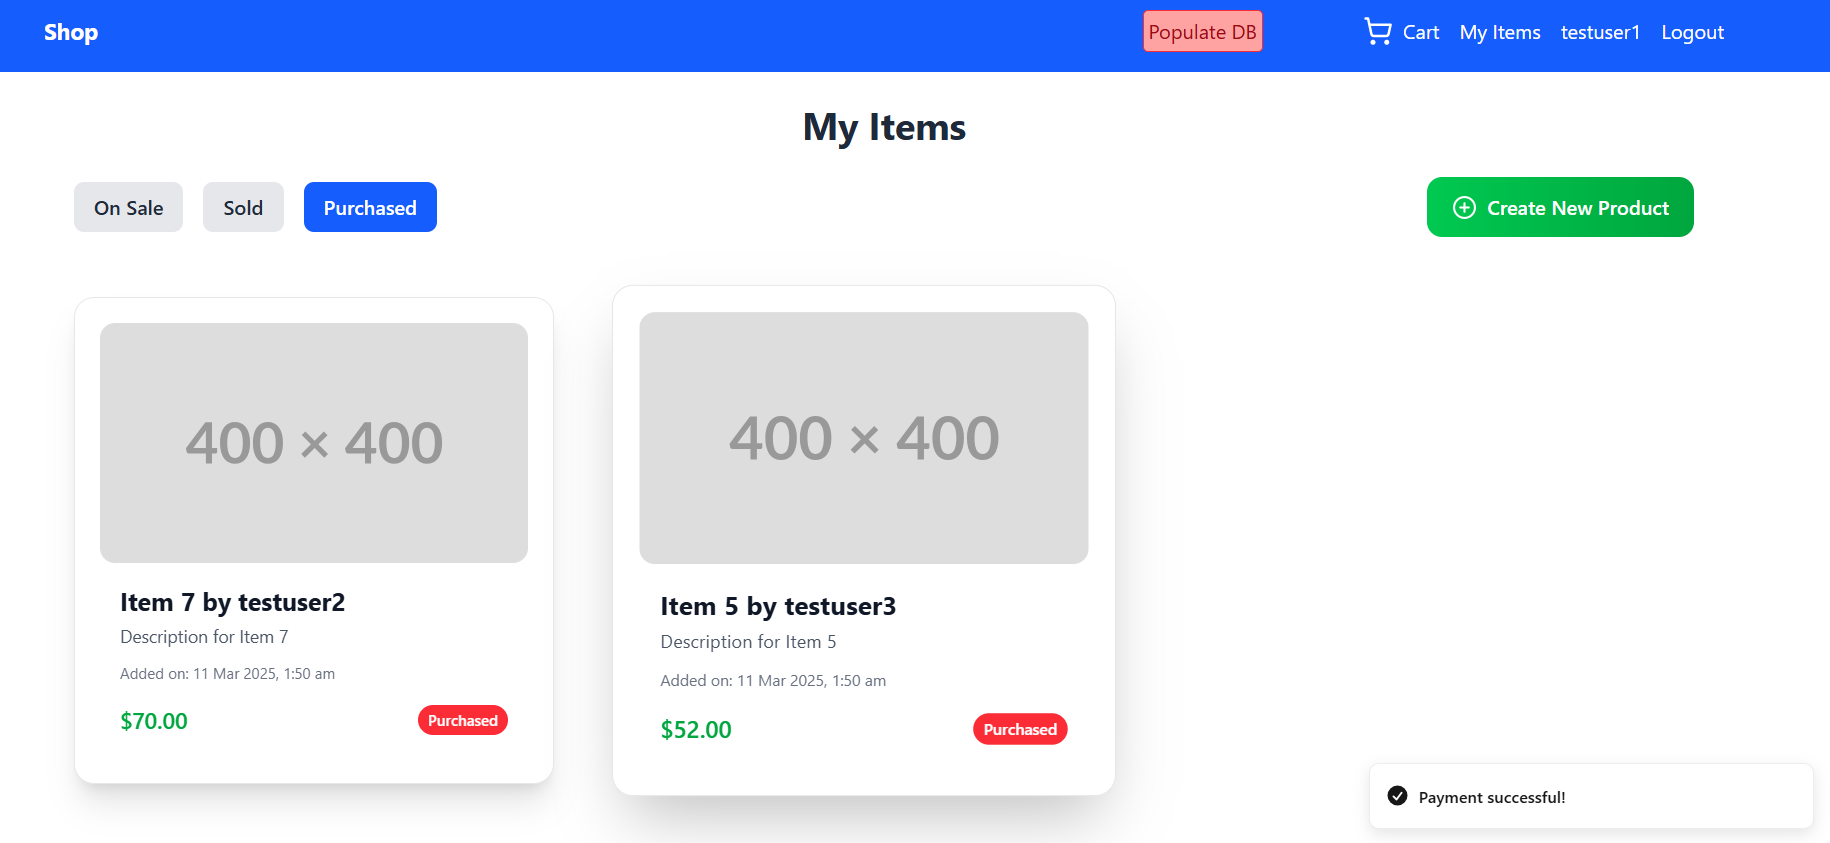 Shop
Populate DB
Cart
My Items
testuser1
Logout
My Items
On Sale
Sold
Purchased
Create New Product
400 × 400
Item 7 by testuser2
Description for Item 7
Added on: 11 Mar 2025, 1:50 am
$70.00
Purchased
400 × 400
Item 5 by testuser3
Description for Item 5
Added on: 11 Mar 2025, 1:50 am
$52.00
Purchased
Payment successful!